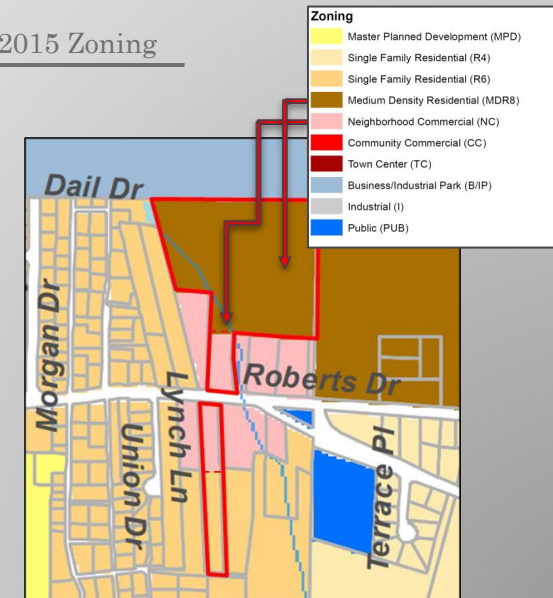 2015 Zoning
Zoning
Master Planned Development (MPD)
Single Family Residential (R4)
Single Family Residential (R6)
Medium Density Residential (MDR8)
Neighborhood Commercial (NC)
Community Commercial (CC)
Town Center (TC)
Business/Industrial Park (B/IP)
Industrial (I)
Public (PUB)
Dail Dr
Morgan Dr
Union Dr
Lynch Ln
Roberts Dr
Terrace Pl